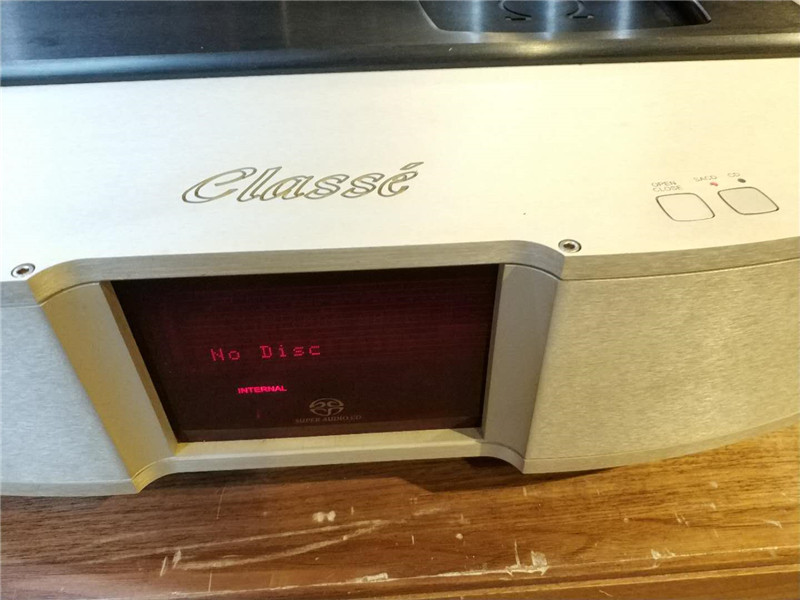 Classé
OPEN CLOSE
SACD
CD
No Disc
INTERNAL
SUPER AUDIO CD